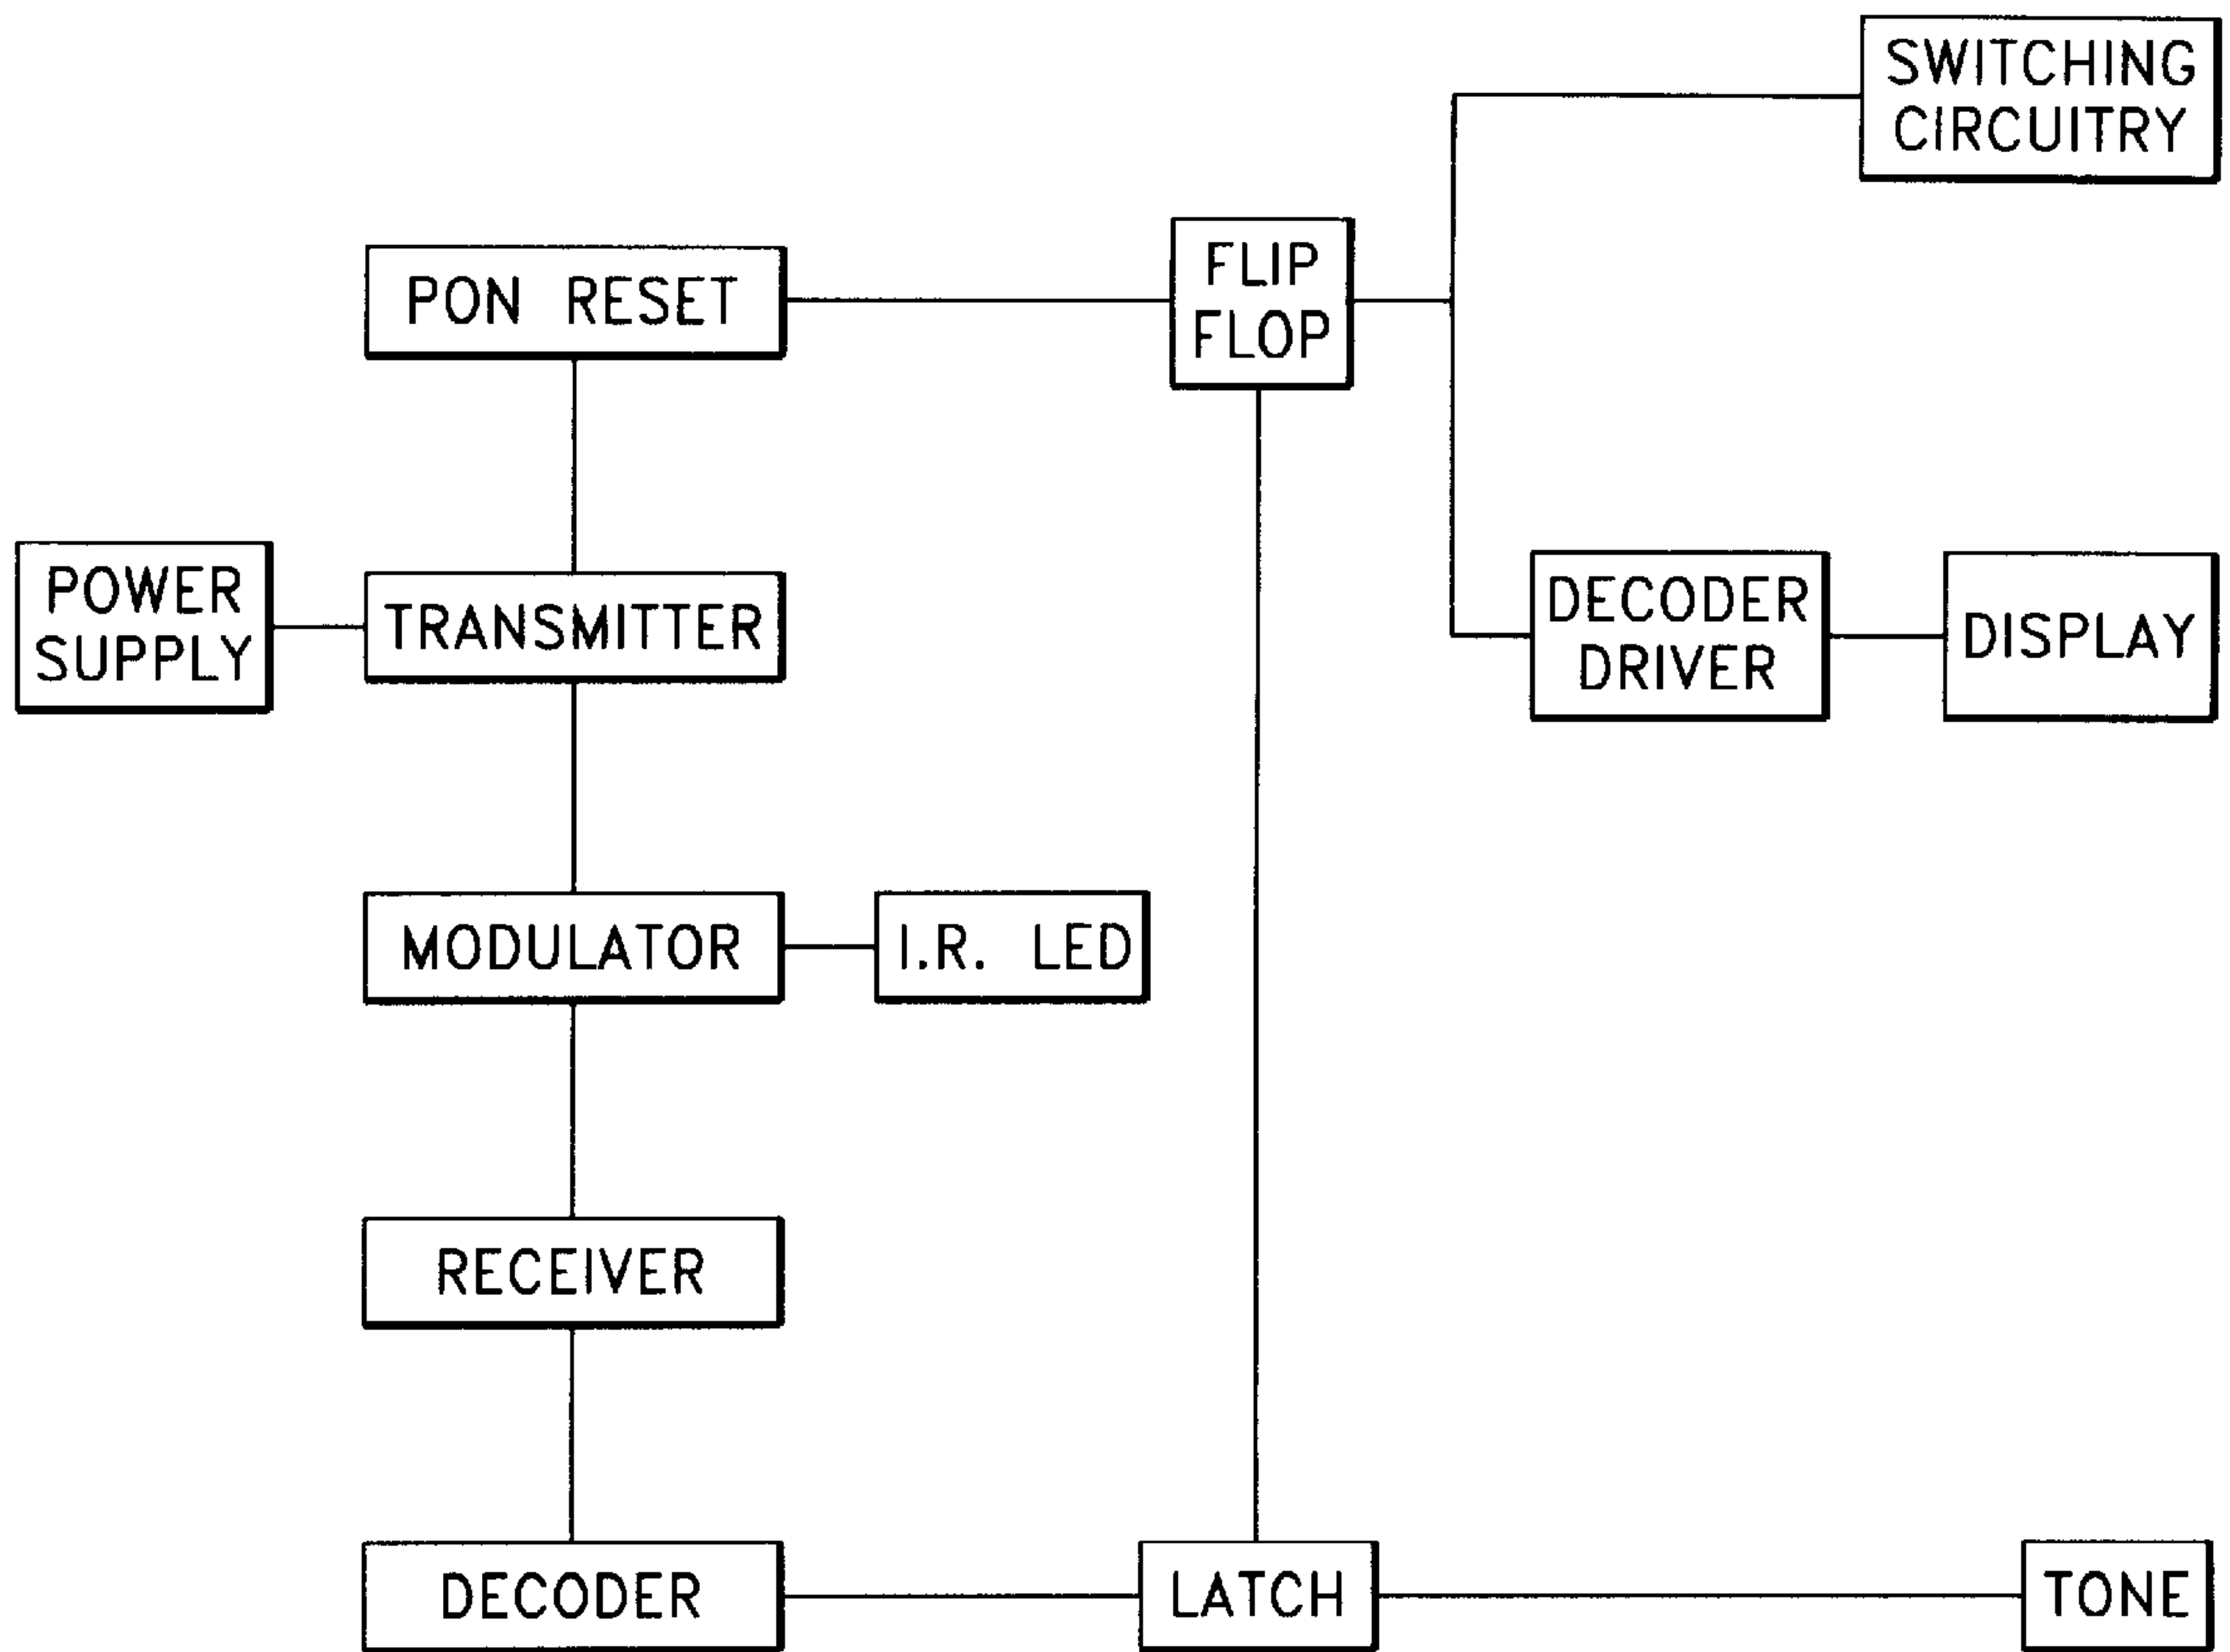 SWITCHING
CIRCUITRY
PON RESET
FLIP
FLOP
POWER
SUPPLY
TRANSMITTER
DECODER
DRIVER
DISPLAY
MODULATOR
I.R. LED
RECEIVER
DECODER
LATCH
TONE